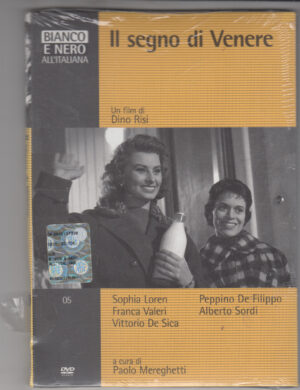 BIANCO
E NERO
ALL'ITALIANA
Il segno di Venere
Un film di
Dino Risi
05
Sophia Loren
Franca Valeri
Vittorio De Sica
Peppino De Filippo
Alberto Sordi
a cura di
Paolo Mereghetti
DVD